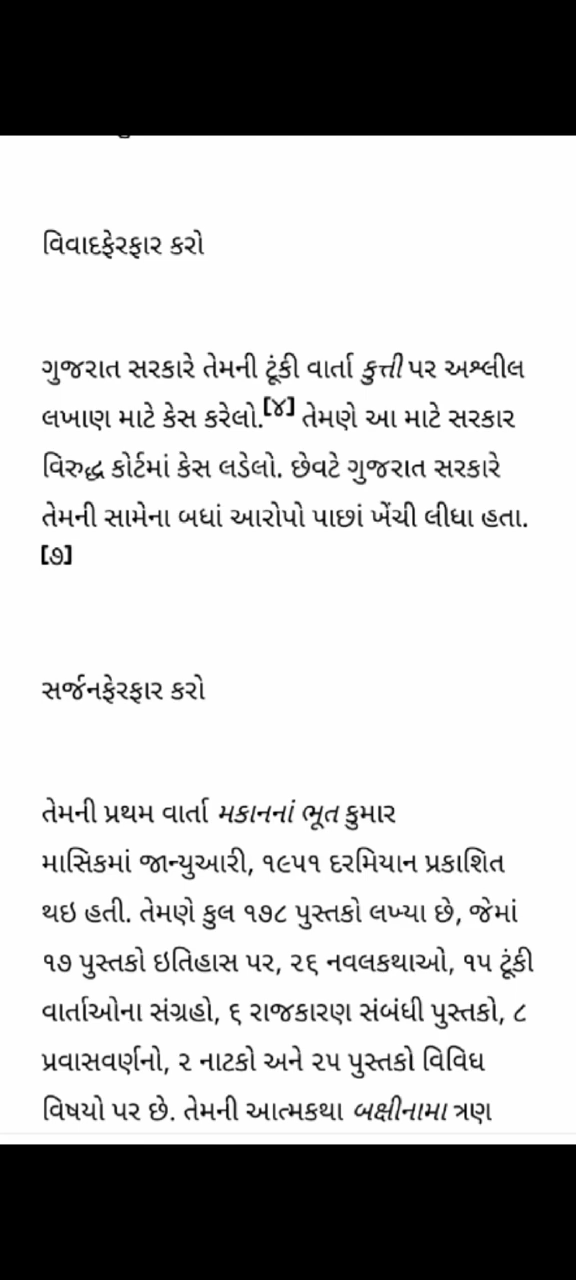 વિવાદફેરફાર કરો
ગુજરાત સરકારે તેમની ટૂંકી વાર્તા કુત્તી પર અશ્લીલ
લખાણ માટે કેસ કરેલો.[૪] તેમણે આ માટે સરકાર
વિરુદ્ધ કોર્ટમાં કેસ લડેલો. છેવટે ગુજરાત સરકારે
તેમની સામેના બધાં આરોપો પાછાં ખેંચી લીધા હતા.
[૭]
સર્જનફેરફાર કરો
તેમની પ્રથમ વાર્તા મકાનનાં ભૂત કુમાર
માસિકમાં જાન્યુઆરી, ૧૯૫૧ દરમિયાન પ્રકાશિત
થઇ હતી. તેમણે કુલ ૧૭૮ પુસ્તકો લખ્યા છે, જેમાં
૧૭ પુસ્તકો ઇતિહાસ પર, ૨૬ નવલકથાઓ, ૧૫ ટૂંકી
વાર્તાઓના સંગ્રહો, ૬ રાજકારણ સંબંધી પુસ્તકો, ૮
પ્રવાસવર્ણનો, ૨ નાટકો અને ૨૫ પુસ્તકો વિવિધ
વિષયો પર છે. તેમની આત્મકથા બક્ષીનામા ત્રણ